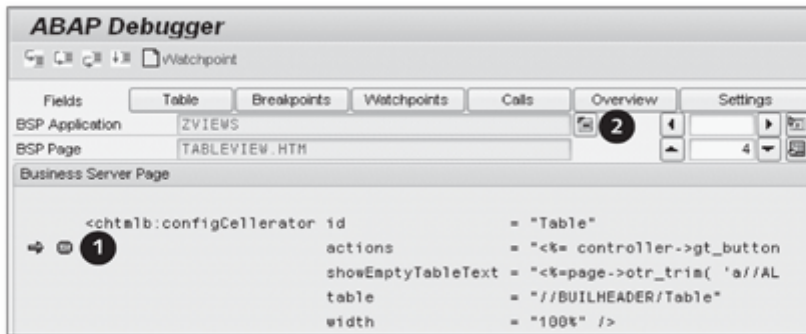 ABAP Debugger
Watchpoint
Fields Table Breakpoints Watchpoints Calls Overview Settings
BSP Application ZVIEWS 2
BSP Page TABLEVIEW.HTM 4
Business Server Page
<chtmlb:configCellerator id = "Table"
1 actions = "<%= controller->gt_button
showEmptyTableText = "<%=page->otr_trim( 'a//AL
table = "//BUILHEADER/Table"
width = "100%" />